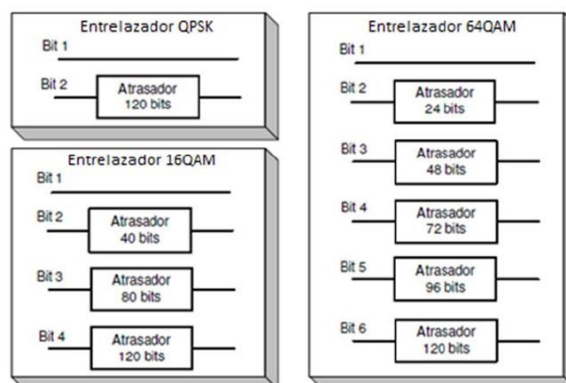 Entrelazador QPSK
Bit 1
Bit 2
Atrasador
120 bits
Entrelazador 16QAM
Bit 1
Bit 2
Atrasador
40 bits
Bit 3
Atrasador
80 bits
Bit 4
Atrasador
120 bits
Entrelazador 64QAM
Bit 1
Bit 2
Atrasador
24 bits
Bit 3
Atrasador
48 bits
Bit 4
Atrasador
72 bits
Bit 5
Atrasador
96 bits
Bit 6
Atrasador
120 bits